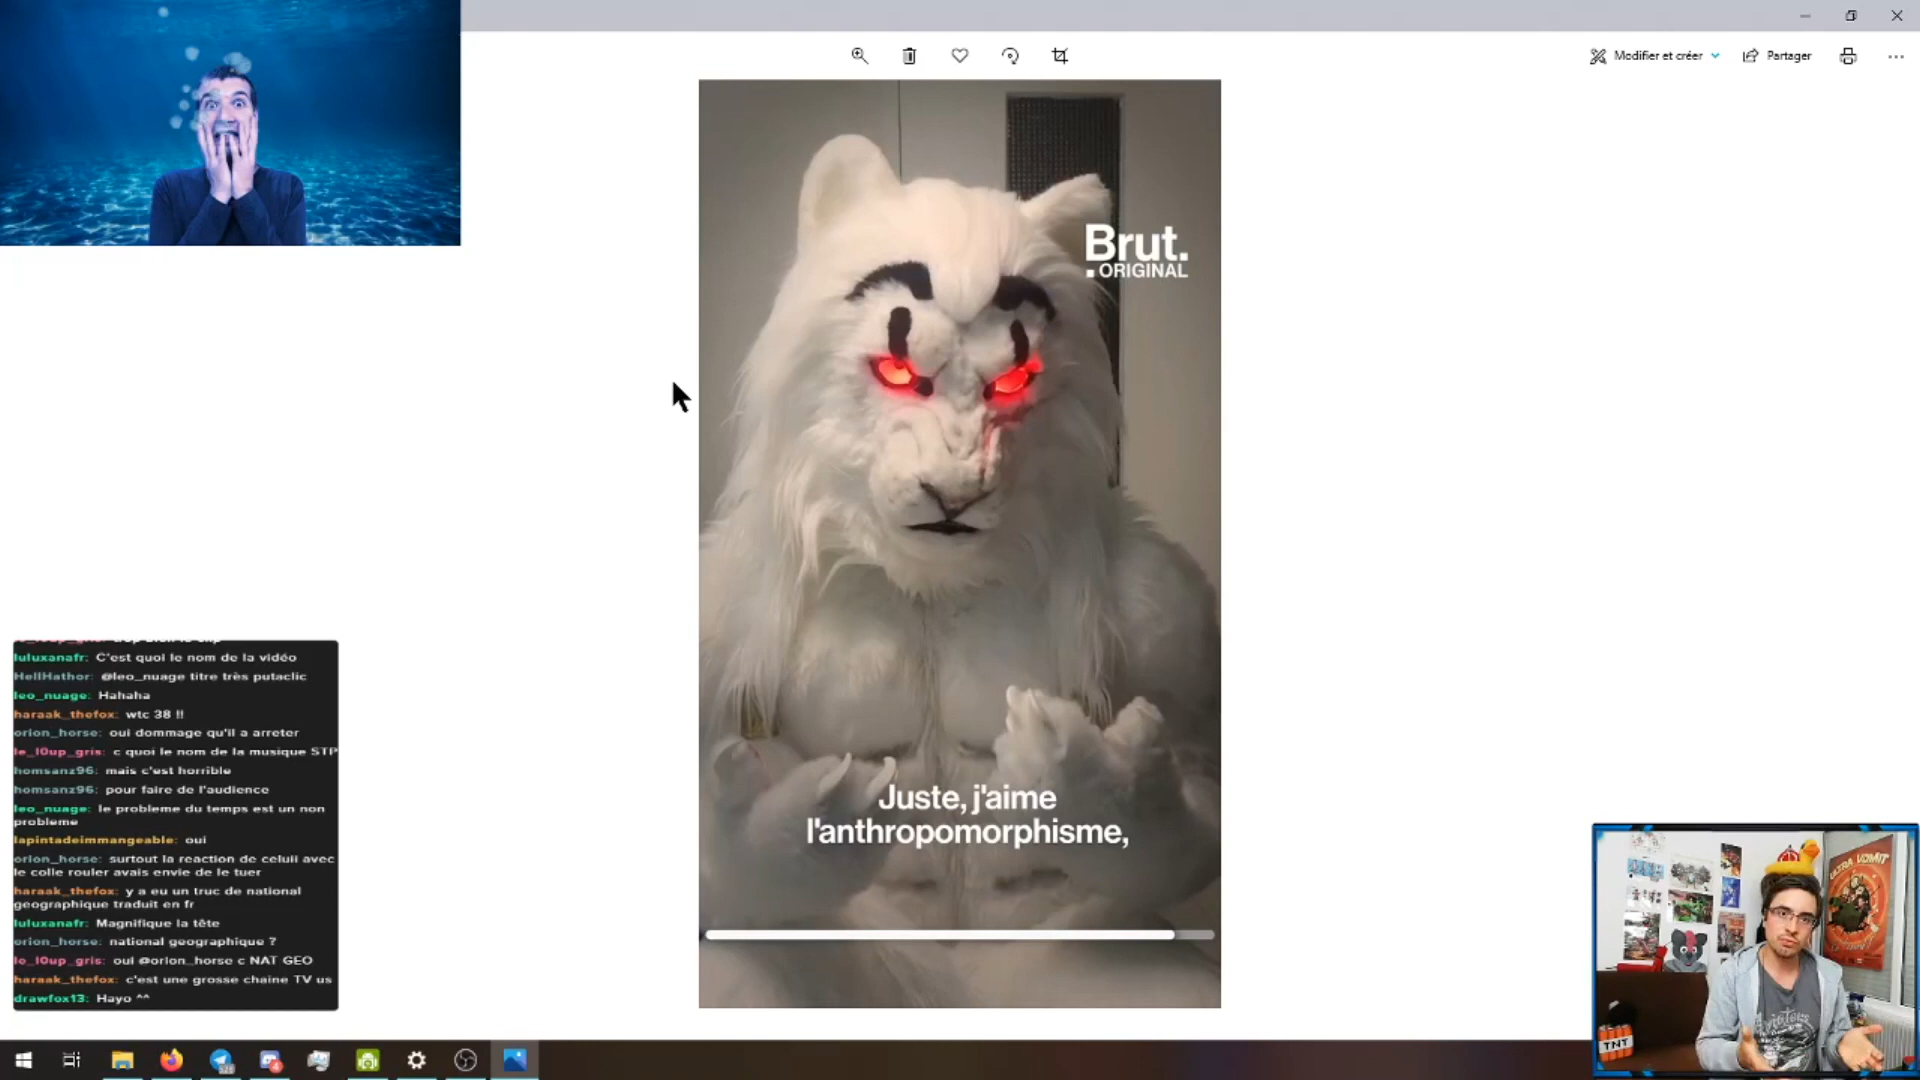 Modifier et créer
Partager
Brut.
ORIGINAL
Juste, j'aime
l'anthropomorphisme,
luluxanafr: C'est quoi le nom de la vidéo
HellHathor: @leo_nuage titre très putaclic
leo_nuage: Hahaha
haraak_thefox: wtc 38 !!
orion_horse: oui dommage qu'il a arreter
le_l0up_gris: c quoi le nom de la musique STP
homsanz96: mais c'est horrible
homsanz96: pour faire de l'audience
leo_nuage: le probleme du temps est un non
probleme
lapintadeimmangeable: oui
orion_horse: surtout la reaction de celuii avec
le colle rouler avais envie de le tuer
haraak_thefox: y a eu un truc de national
geographique traduit en fr
luluxanafr: Magnifique la tête
orion_horse: national geographique ?
le_l0up_gris: oui @orion_horse c NAT GEO
haraak_thefox: c'est une grosse chaine TV us
drawfox13: Hayo ^^
ULTRA VOMIT
TNT